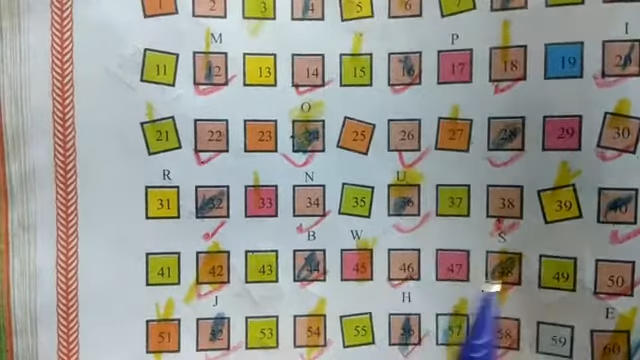 1 2 3 4 5 6 7
M P I
11 12 13 14 15 16 17 18 19 20
O
21 22 23 24 25 26 27 28 29 30
R N U
31 32 33 34 35 36 37 38 39 40
B W S
41 42 43 44 45 46 47 48 49 50
J H E
51 52 53 54 55 56 57 58 59 60